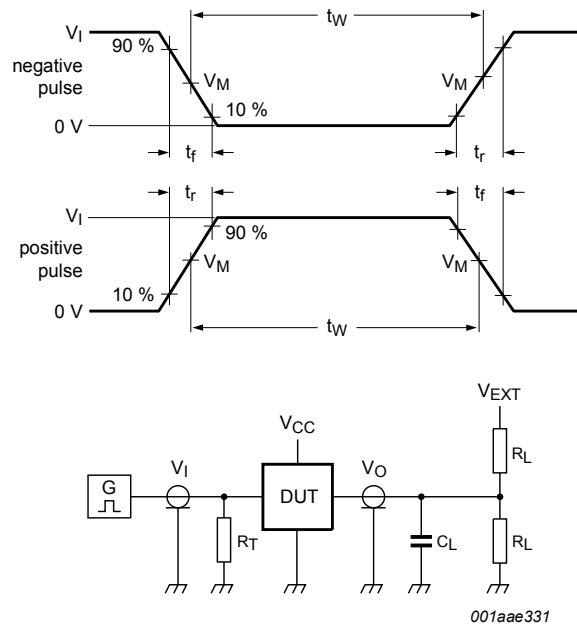 V_I
t_W
90 %
negative
pulse
V_M
V_M
10 %
0 V
t_f
t_r
t_r
t_f
V_I
90 %
positive
pulse
V_M
V_M
10 %
0 V
t_W
V_EXT
V_CC
R_L
V_I
V_O
G
DUT
R_T
C_L
R_L
001aae331